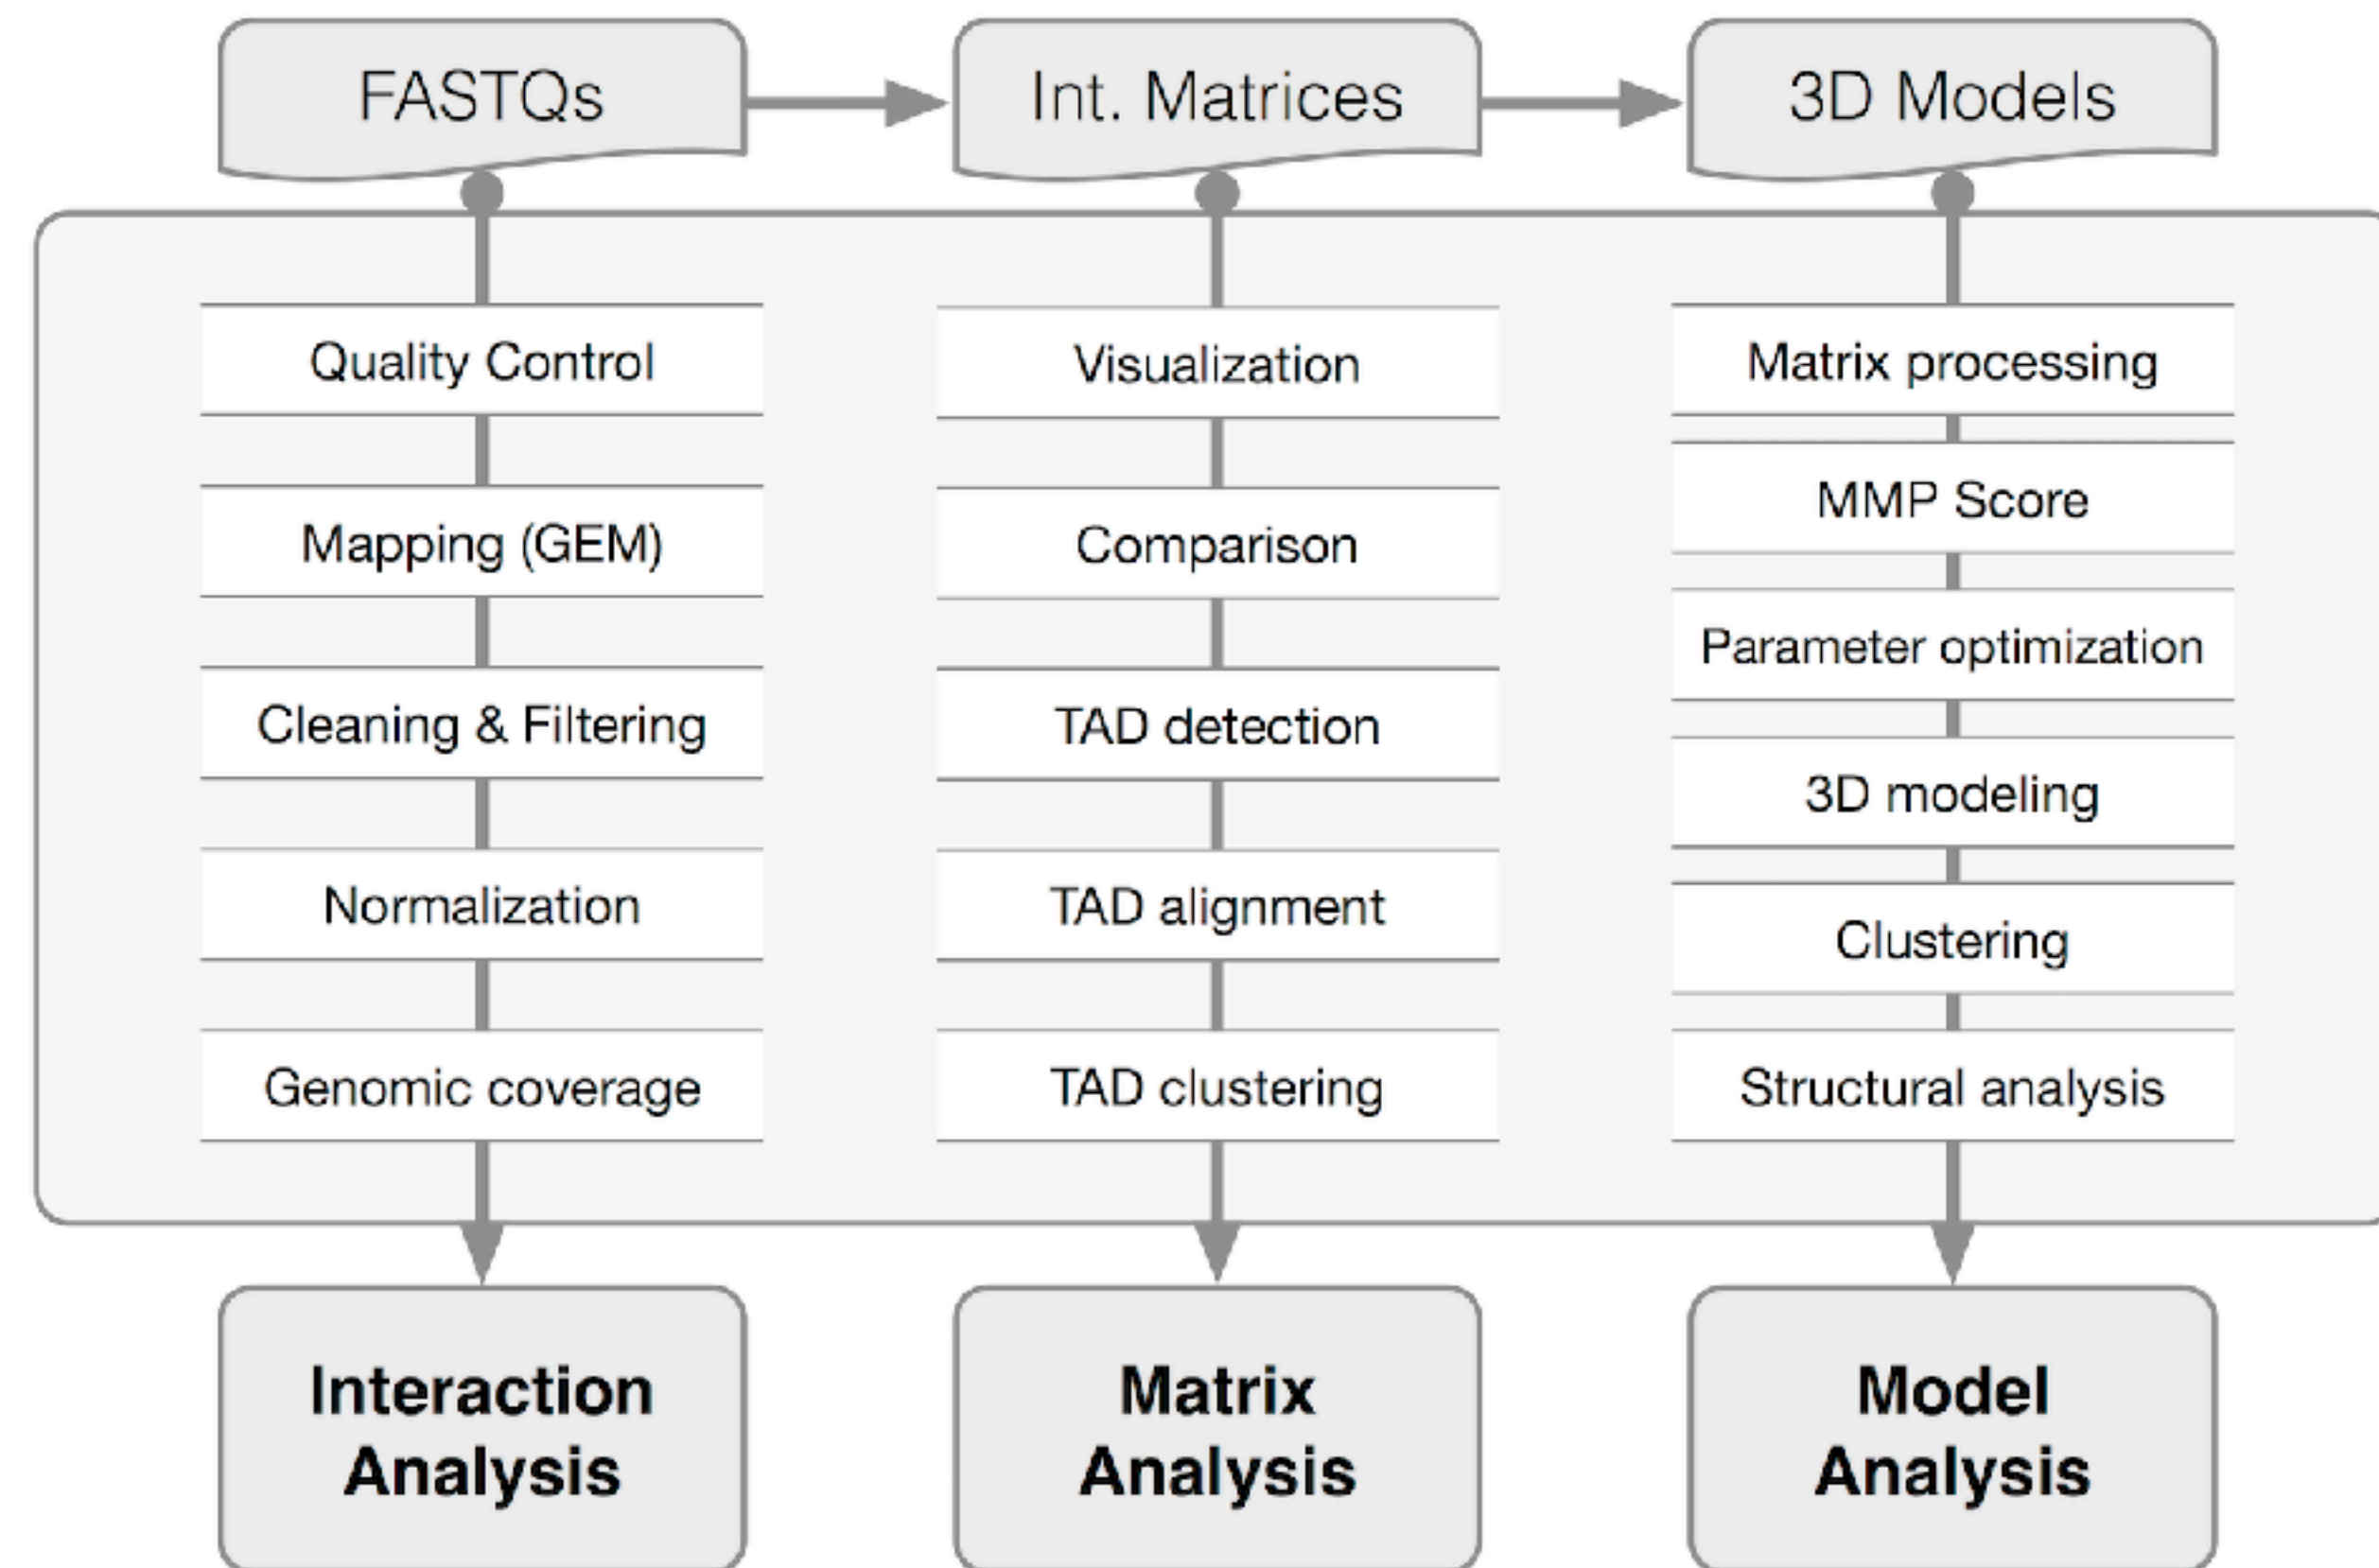 FASTQs
Int. Matrices
3D Models
Quality Control
Mapping (GEM)
Cleaning & Filtering
Normalization
Genomic coverage
Visualization
Comparison
TAD detection
TAD alignment
TAD clustering
Matrix processing
MMP Score
Parameter optimization
3D modeling
Clustering
Structural analysis
Interaction
Analysis
Matrix
Analysis
Model
Analysis